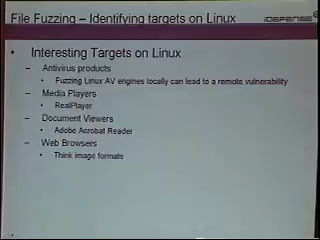 File Fuzzing – Identifying targets on Linux
iDEFENSE
• Interesting Targets on Linux
– Antivirus products
• Fuzzing Linux AV engines locally can lead to a remote vulnerability
– Media Players
• RealPlayer
– Document Viewers
• Adobe Acrobat Reader
– Web Browsers
• Think image formats